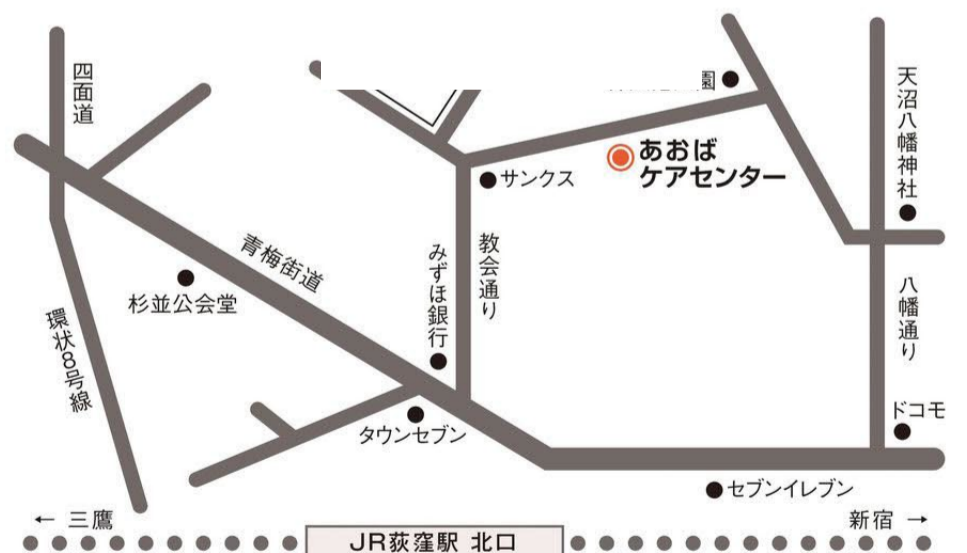 四面道
園
天沼八幡神社
あおば
ケアセンター
サンクス
教会通り
みずほ銀行
青梅街道
杉並公会堂
八幡通り
環状8号線
ドコモ
タウンセブン
セブンイレブン
← 三鷹
新宿 →
JR荻窪駅 北口